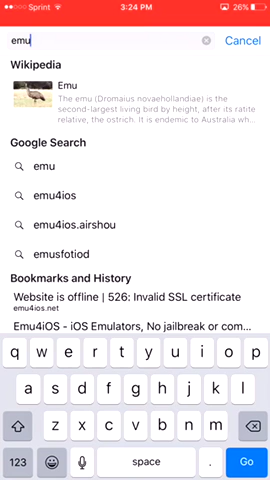 Sprint 3:24 PM 26%
emu Cancel
Wikipedia
Emu
The emu (Dromaius novaehollandiae) is the
second-largest living bird by height, after its ratite
relative, the ostrich. It is endemic to Australia wh...
Google Search
emu
emu4ios
emu4ios.airshou
emusfotiod
Bookmarks and History
Website is offline | 526: Invalid SSL certificate
emu4ios.net
Emu4iOS - iOS Emulators, No jailbreak or com...
q w e r t y u i o p
a s d f g h j k l
z x c v b n m
123 space . Go